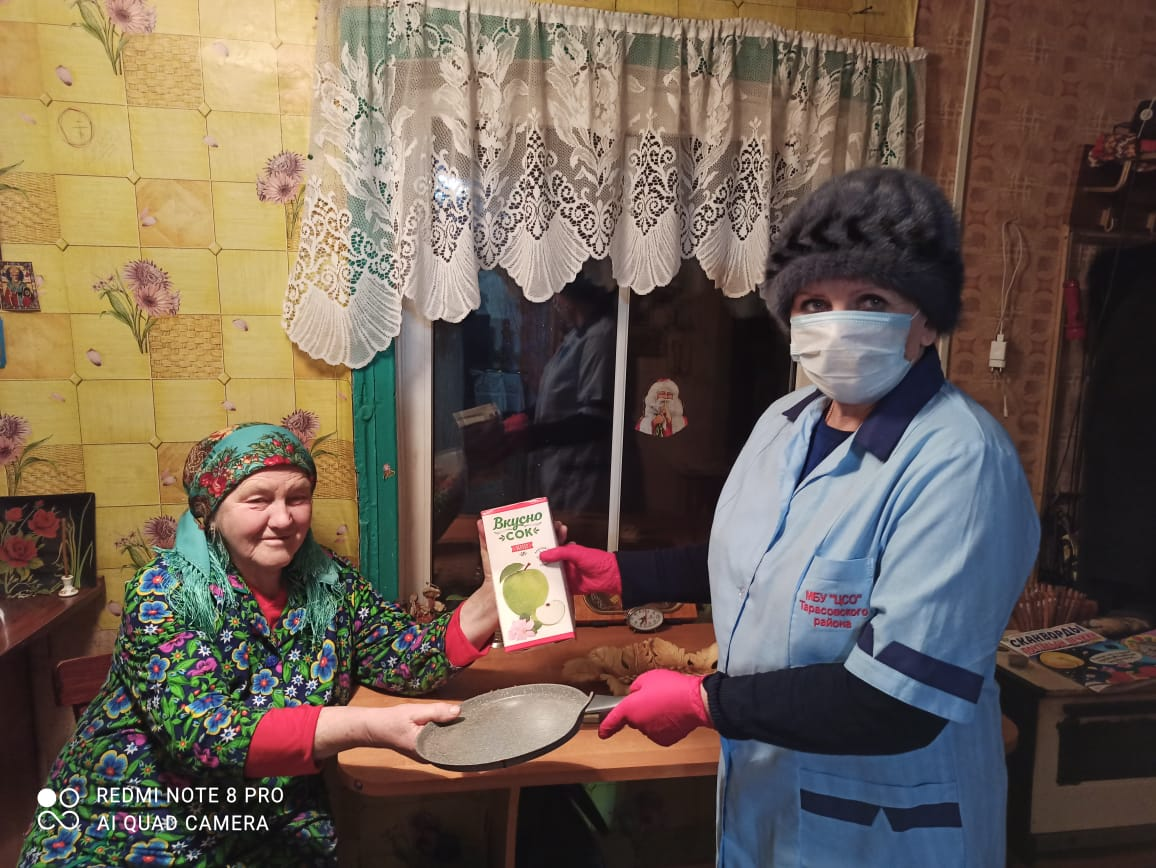 Вкусно
СОК
МБУ "ЦСО"
Тарасовского
района
СКАНВОРДЫ
REDMI NOTE 8 PRO
AI QUAD CAMERA